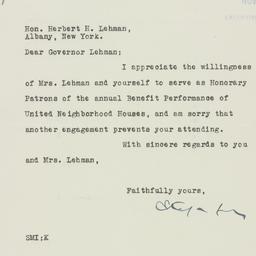 Hon. Herbert H. Lehman,
Albany, New York.
Dear Governor Lehman;
I appreciate the willingness
of Mrs. Lehman and yourself to serve as Honorary
Patrons of the annual Benefit Performance of
United Neighborhood Houses, and am sorry that
another engagement prevents your attending.
With sincere regards to you
and Mrs. Lehman,
Faithfully yours,
SMI;K